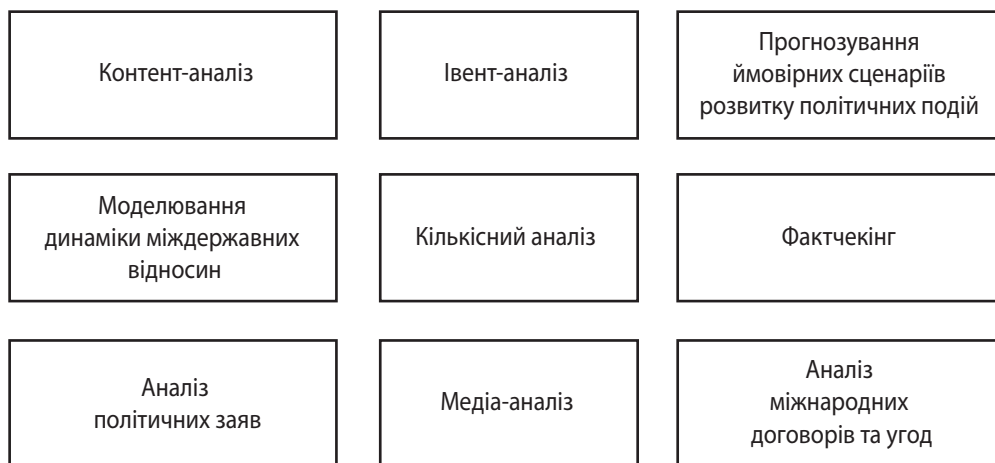 Контент-аналіз
Івент-аналіз
Прогнозування
ймовірних сценаріїв
розвитку політичних подій
Моделювання
динаміки міждержавних
відносин
Кількісний аналіз
Фактчекінг
Аналіз
політичних заяв
Медіа-аналіз
Аналіз
міжнародних
договорів та угод